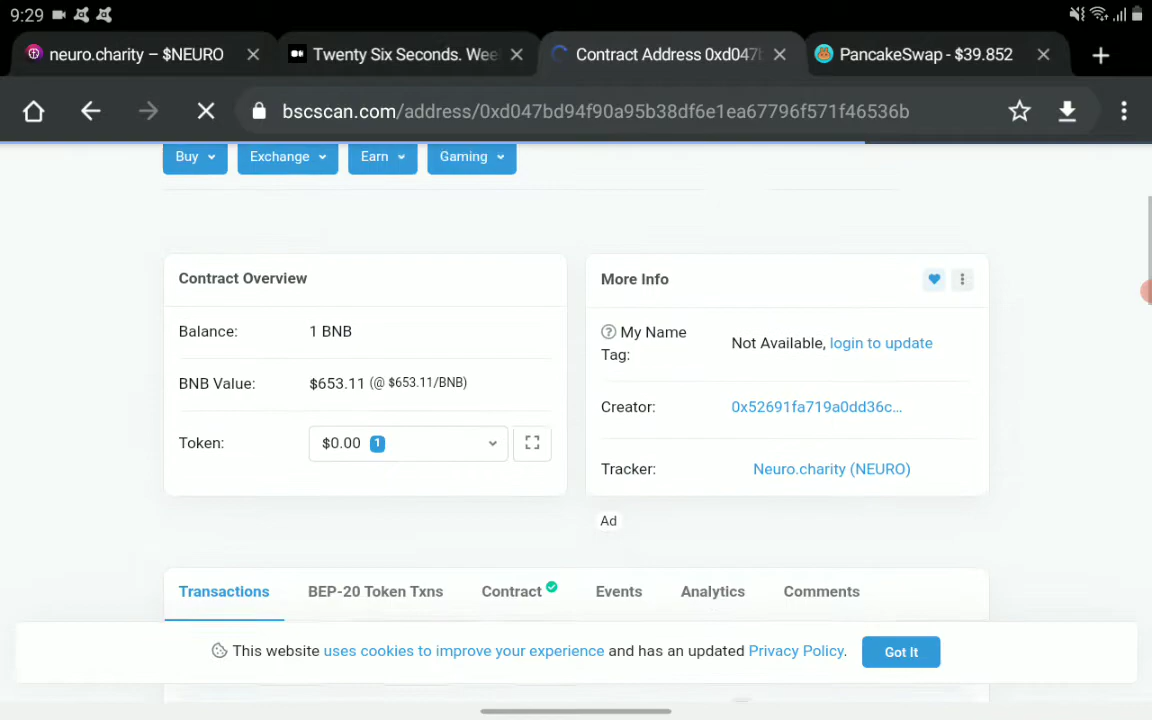 9:29
neuro.charity – $NEURO
Twenty Six Seconds. Wee
Contract Address 0xd047b
PancakeSwap - $39.852
bscscan.com/address/0xd047bd94f90a95b38df6e1ea67796f571f46536b
Buy
Exchange
Earn
Gaming
Contract Overview
Balance:
1 BNB
BNB Value:
$653.11 (@ $653.11/BNB)
Token:
$0.00 1
More Info
My Name
Tag:
Not Available, login to update
Creator:
0x52691fa719a0dd36c...
Tracker:
Neuro.charity (NEURO)
Ad
Transactions
BEP-20 Token Txns
Contract
Events
Analytics
Comments
This website uses cookies to improve your experience and has an updated Privacy Policy.
Got It